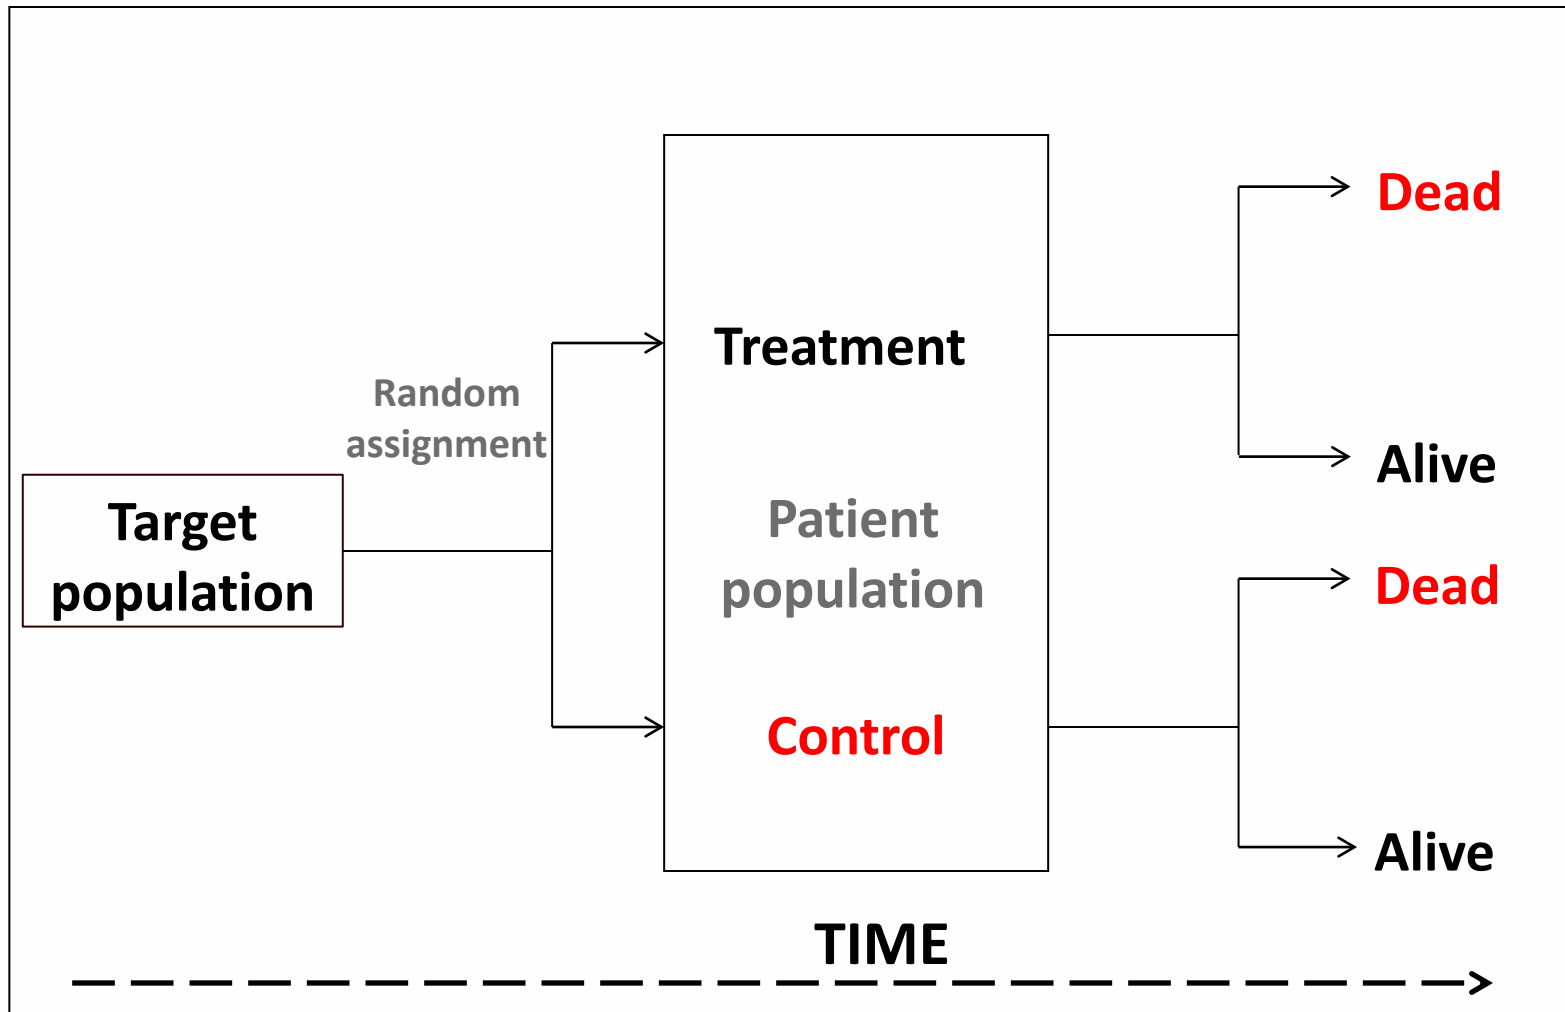 Target
population
Random
assignment
Treatment
Patient
population
Control
Dead
Alive
Dead
Alive
TIME